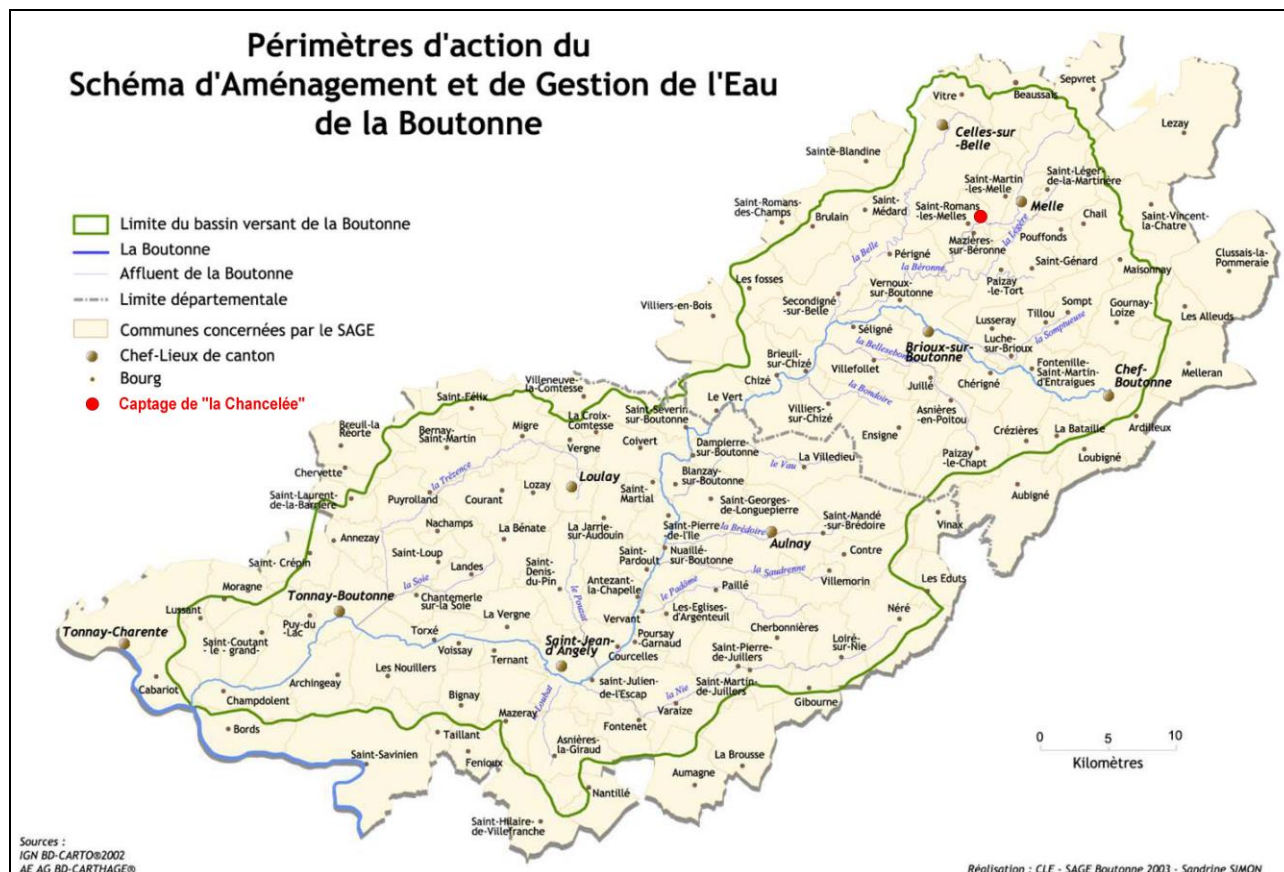 Périmètres d'action du
Schéma d'Aménagement et de Gestion de l'Eau
de la Boutonne
Limite du bassin versant de la Boutonne
La Boutonne
Affluent de la Boutonne
Limite départementale
Communes concernées par le SAGE
Chef-Lieux de canton
Bourg
Captage de "la Chancelée"
Sepvret
Vitre
Beaussais
Lezay
Celles-sur
-Belle
Sainte-Blandine
Saint-Martin
-les-Melle
Saint-Léger-
de-la-Martinère
Melle
Saint-Romans-
des-Champs
Brulain
Saint-
Médard
Saint-Romans
-les-Melles
Chail
Saint-Vincent-
la-Chatre
Mazières-
sur-Béronne
la Légère
Pouffonds
la Belle
Périgné
la Béronne
Saint-Génard
Maisonnay
Clussais-la-
Pommeraie
Paizay
-le-Tort
Les fosses
Secondigné
-sur-Belle
Vernoux-
sur-Boutonne
Villiers-en-Bois
Sompt
Tillou
Gournay-
Loize
Les Alleuds
Séligné
Lusseray
la Somptueuse
Brioux-sur-
Boutonne
Luche-
sur-Brioux
la Bellesebonne
Brieuil-
sur-Chizé
Chizé
Villefollet
Fontenille-
Saint-Martin-
d'Entraigues
Chef-
Boutonne
Melleran
Juillé
Chérigné
la Bondoire
Villeneuve-
la-Comtesse
Saint-Félix
Le Vert
Villiers-
sur-Chizé
Asnières-
en-Poitou
Ensigne
Crézières
La Bataille
Ardilleux
Loubigné
Paizay-
le-Chapt
Aubigné
La Croix-
Comtesse
Saint-Séverin
-sur-Boutonne
Breuil-la
Réorte
Bernay-
Saint-Martin
Migre
Vergne
Coivert
Dampierre-
sur-Boutonne
le Vau
La Villedieu
Chervette
la Trézence
Blanzay-
sur-Boutonne
Loulay
Saint-Laurent-
de-la-Barrière
Puyrolland
Courant
Lozay
Saint-
Martial
Saint-Georges-
de-Longuepierre
Vinax
Nachamps
La Bénate
La Jarrie-
sur-Audouin
Saint-Pierre
-de-l'Ile
la Brédoire
Saint-Mandé
-sur-Brédoire
Aulnay
Annezay
Saint-Loup
Saint-
Pardoult
Nuaillé-
sur-Boutonne
Contre
Saint- Crépin
Landes
Saint-
Denis-
du-Pin
la Saudrenne
Villemorin
Les Eduts
Moragne
la Soie
Antezant-
la-Chapelle
le Padôme
Paillé
Tonnay-Boutonne
Chantemerle
-sur-la Soie
le Pouzat
Lussant
Puy-du
-Lac
La Vergne
Vervant
Les-Eglises-
d'Argenteuil
Néré
Tonnay-Charente
Saint-Coutant
- le - grand-
Torxé
Voissay
Ternant
Saint-Jean-
d'Angely
Poursay
-Garnaud
Courcelles
Cherbonnières
Loiré-
sur-Nie
Les Nouillers
Saint-Pierre-
de-Juillers
Cabariot
Archingeay
saint-Julien-
de-l'Escap
Saint-Martin-
de-Juillers
Champdolent
Bignay
la Nie
Gibourne
Mazeray
Varaize
Bords
Fontenet
Taillant
Asnières-
la-Giraud
Saint-Savinien
Fenioux
La Brousse
Aumagne
Nantillé
Saint-Hilaire-
de-Villefranche
0 5 10
Kilomètres
Sources :
IGN BD-CARTO®2002
AE AG BD-CARTHAGE®
Réalisation : CLE - SAGE Boutonne 2003 - Sandrine SIMON